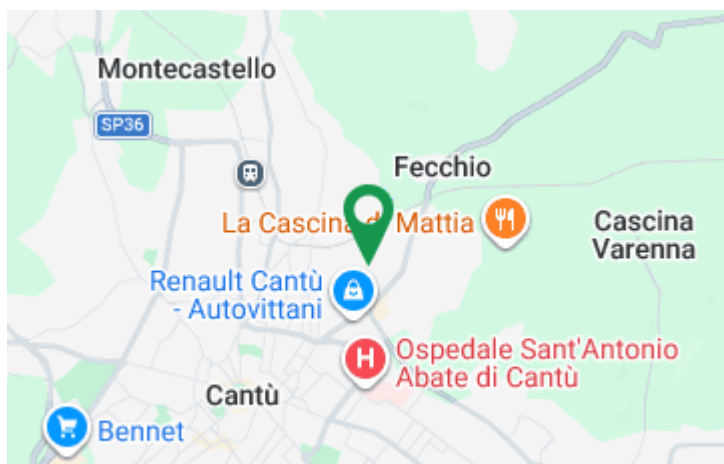 Montecastello
SP36
Fecchio
La Cascina di Mattia
Cascina
Varenna
Renault Cantù
- Autovittani
H
Ospedale Sant'Antonio
Abate di Cantù
Cantù
Bennet